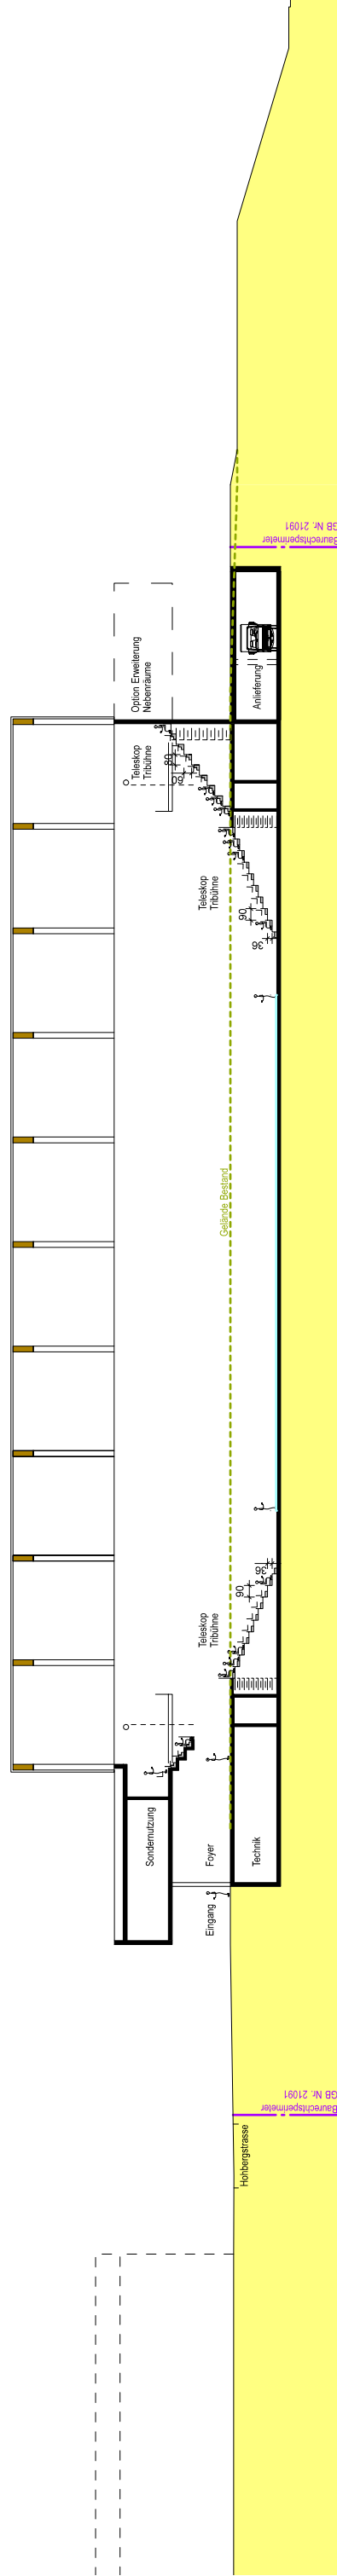 GB Nr. 21091
Baurechtsperimeter
Option Erweiterung
Nebenräume
Anlieferung
Teleskop
Tribühne
80
60
Teleskop
Tribühne
90
36
Gelände Bestand
36
90
Teleskop
Tribühne
Sondernutzung
Foyer
Technik
Eingang
GB Nr. 21091
Baurechtsperimeter
Hohbergstrasse